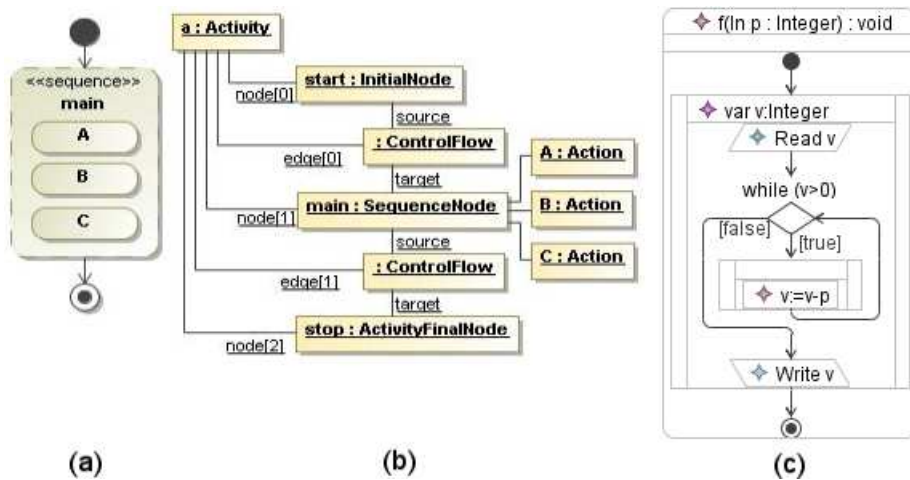 <<sequence>>
main
A
B
C
(a)
a : Activity
start : InitialNode
node[0]
source
: ControlFlow
edge[0]
target
A : Action
main : SequenceNode
B : Action
node[1]
source
C : Action
: ControlFlow
edge[1]
target
stop : ActivityFinalNode
node[2]
(b)
f(In p : Integer) : void
var v:Integer
Read v
while (v>0)
[false]
[true]
v:=v-p
Write v
(c)